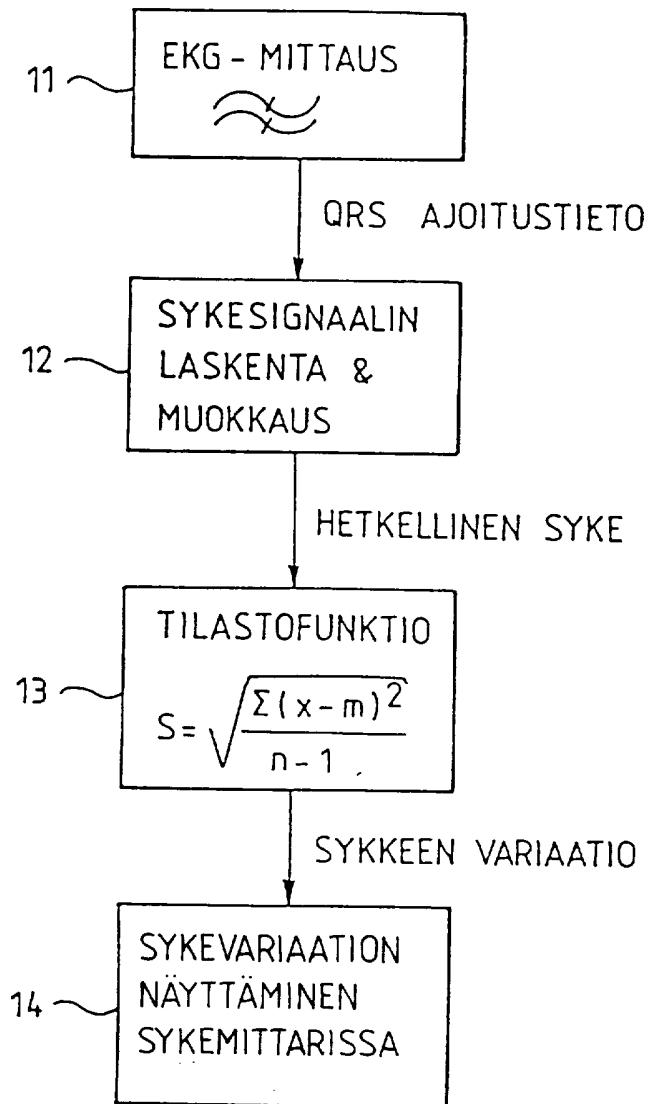 11
EKG - MITTAUS
QRS AJOITUSTIETO
12
SYKESIGNAALIN
LASKENTA &
MUOKKAUS
HETKELLINEN SYKE
13
TILASTOFUNKTIO
S = √(Σ(x-m)²/(n-1))
SYKKEEN VARIAATIO
14
SYKEVARIAATION
NÄYTTÄMINEN
SYKEMITTARISSA